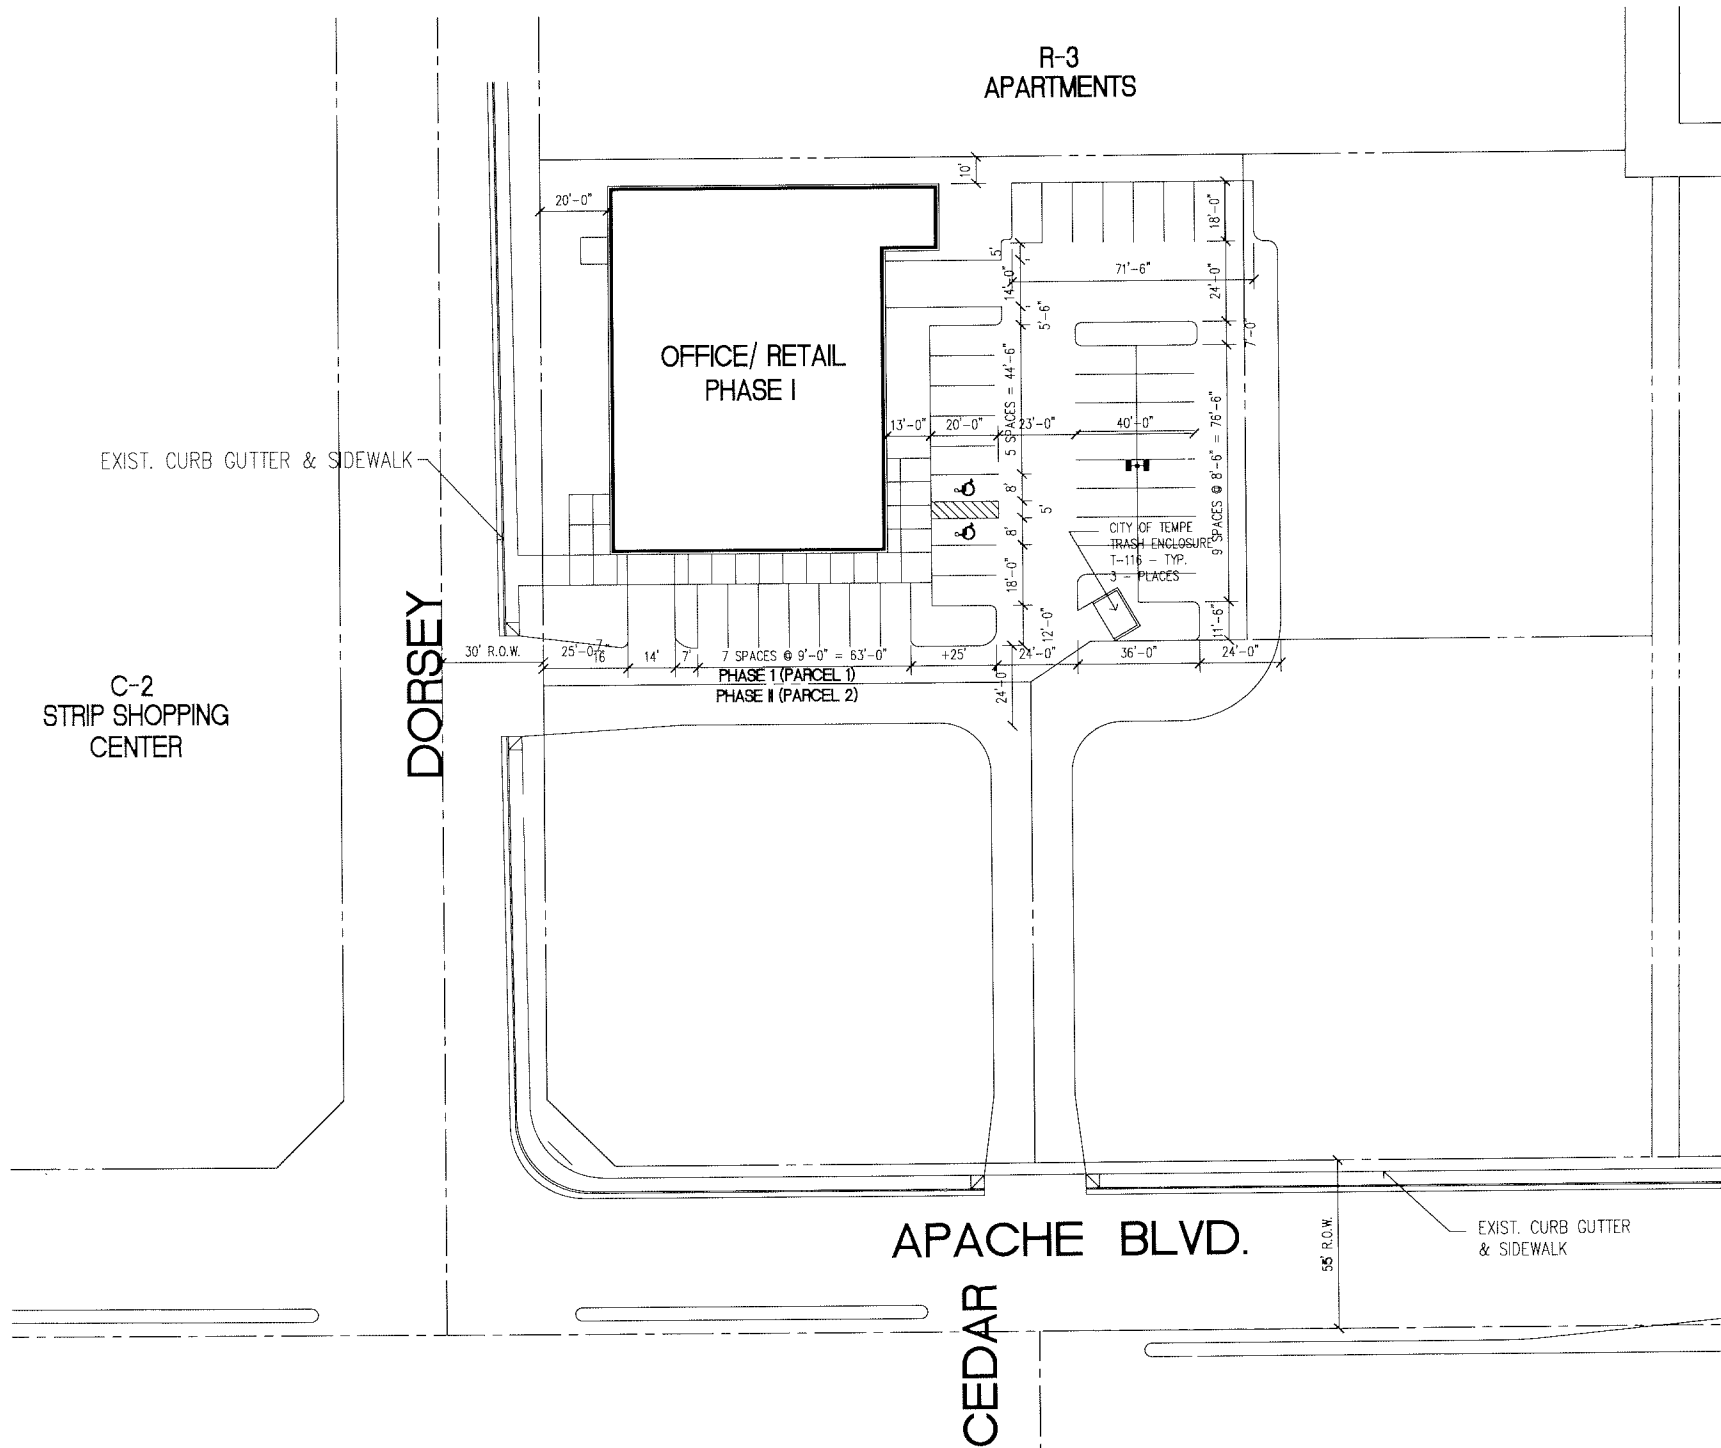 R-3
APARTMENTS
10'
20'-0"
18'-0"
5'
71'-6"
14'-0"
24'-0"
5'-6"
7'-0"
OFFICE/ RETAIL
PHASE I
5 SPACES = 44'-6"
13'-0"
20'-0"
23'-0"
40'-0"
9 SPACES @ 8'-6" = 76'-6"
EXIST. CURB GUTTER & SIDEWALK
8'
5'
8'
CITY OF TEMPE
TRASH ENCLOSURE
T-116 - TYP.
3 - PLACES
18'-0"
12'-0"
11'-6"
DORSEY
30' R.O.W.
25'-0 7/16"
14'
7'
7 SPACES @ 9'-0" = 63'-0"
+25'
24'-0"
36'-0"
24'-0"
PHASE I (PARCEL 1)
PHASE II (PARCEL 2)
24'-0"
C-2
STRIP SHOPPING
CENTER
APACHE BLVD.
EXIST. CURB GUTTER
& SIDEWALK
55' R.O.W.
CEDAR